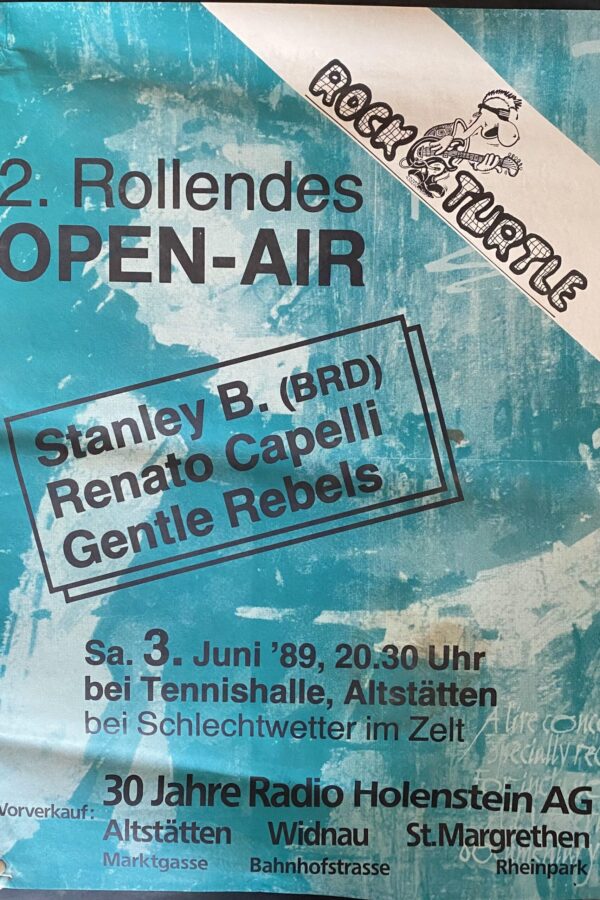 ROCK TURTLE
2. Rollendes
OPEN-AIR
Stanley B. (BRD)
Renato Capelli
Gentle Rebels
Sa. 3. Juni '89, 20.30 Uhr
bei Tennishalle, Altstätten
bei Schlechtwetter im Zelt
A live
specially
Vorverkauf: 30 Jahre Radio Holenstein AG
Altstätten Widnau St.Margrethen
Marktgasse Bahnhofstrasse Rheinpark